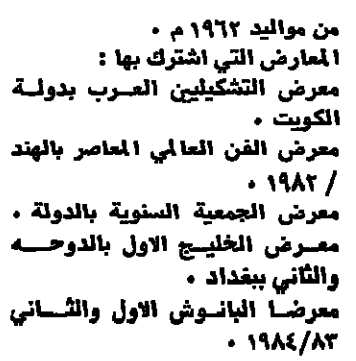 من مواليد ١٩٦٢ م .
المعارض التي اشترك بها :
معرض التشكيليين العرب بدولة
الكويت .
معرض الفن العالمي المعاصر بالهند
/ ١٩٨٢ .
معرض الجمعية السنوية بالدولة .
معرض الخليج الاول بالدوحه
والثاني ببغداد .
معرضا البانوش الاول والثاني
١٩٨٤/٨٣ .